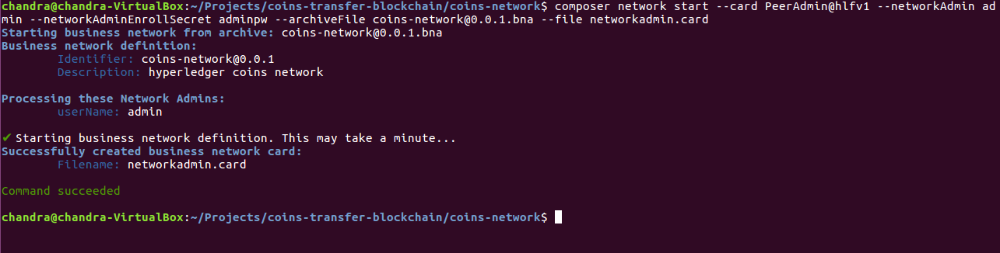 chandra@chandra-VirtualBox:~/Projects/coins-transfer-blockchain/coins-network$ composer network start --card PeerAdmin@hlfv1 --networkAdmin ad
min --networkAdminEnrollSecret adminpw --archiveFile coins-network@0.0.1.bna --file networkadmin.card
Starting business network from archive: coins-network@0.0.1.bna
Business network definition:
Identifier: coins-network@0.0.1
Description: hyperledger coins network
Processing these Network Admins:
userName: admin
✔ Starting business network definition. This may take a minute...
Successfully created business network card:
Filename: networkadmin.card
Command succeeded
chandra@chandra-VirtualBox:~/Projects/coins-transfer-blockchain/coins-network$